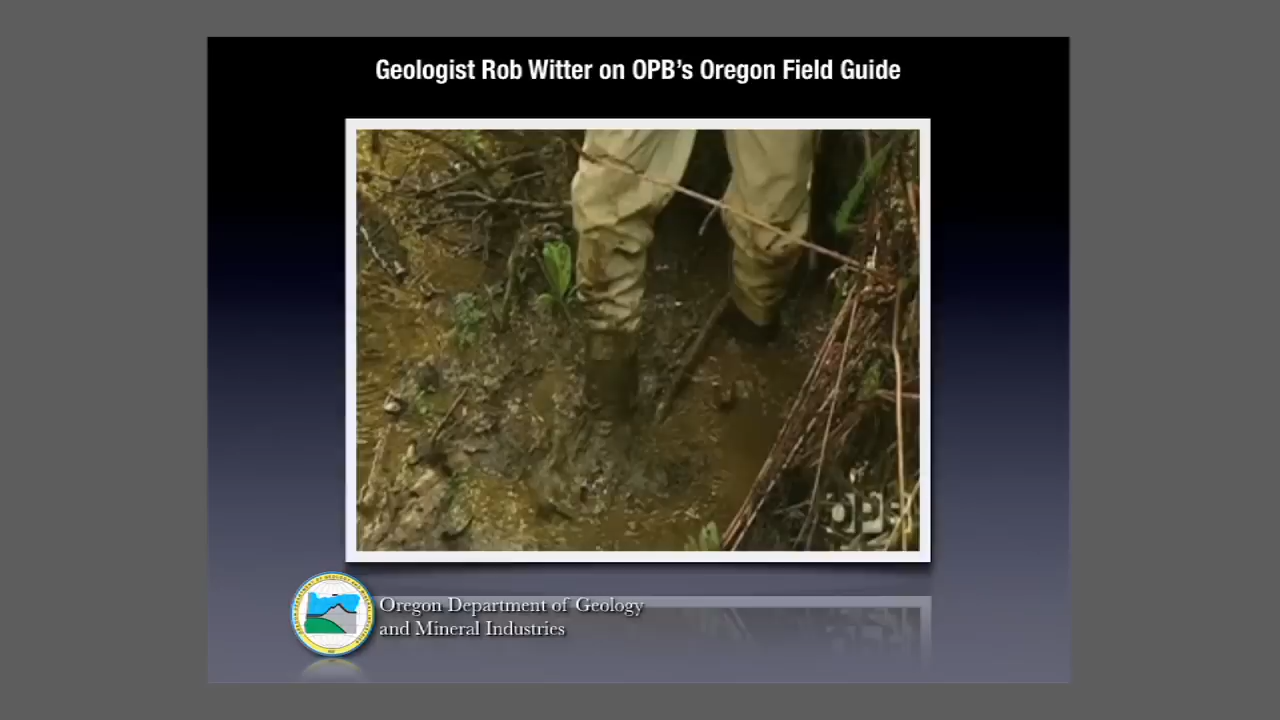 Geologist Rob Witter on OPB's Oregon Field Guide
OPB
Oregon Department of Geology
and Mineral Industries